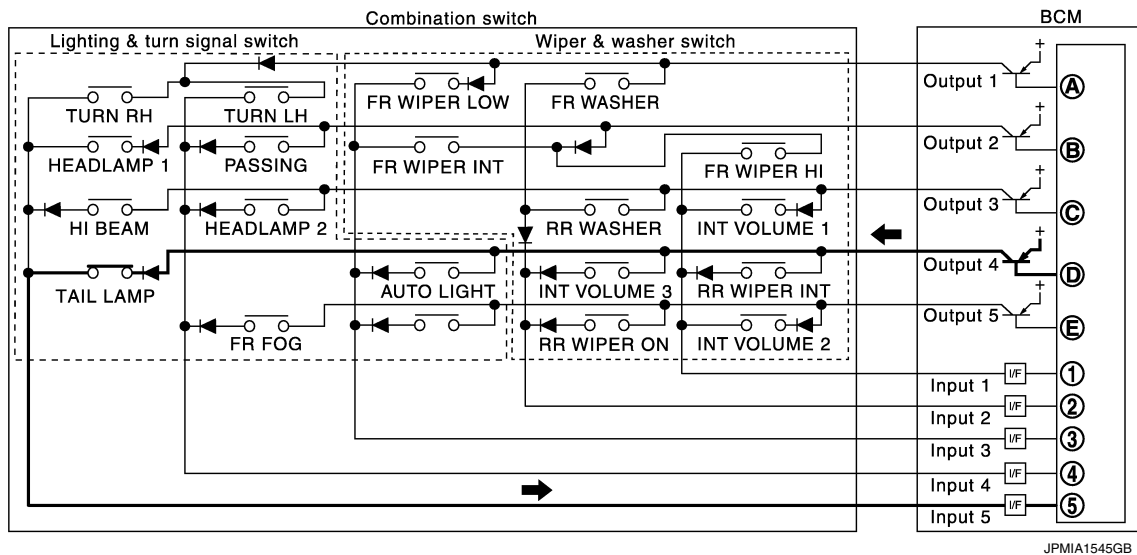 Combination switch
BCM
Lighting & turn signal switch
Wiper & washer switch
+
Output 1
A
TURN RH
TURN LH
FR WIPER LOW
FR WASHER
+
Output 2
B
HEADLAMP 1
PASSING
FR WIPER INT
FR WIPER HI
+
Output 3
C
HI BEAM
HEADLAMP 2
RR WASHER
INT VOLUME 1
+
Output 4
D
TAIL LAMP
AUTO LIGHT
INT VOLUME 3
RR WIPER INT
+
Output 5
E
FR FOG
RR WIPER ON
INT VOLUME 2
Input 1
I/F
1
Input 2
I/F
2
Input 3
I/F
3
Input 4
I/F
4
Input 5
I/F
5
JPMIA1545GB